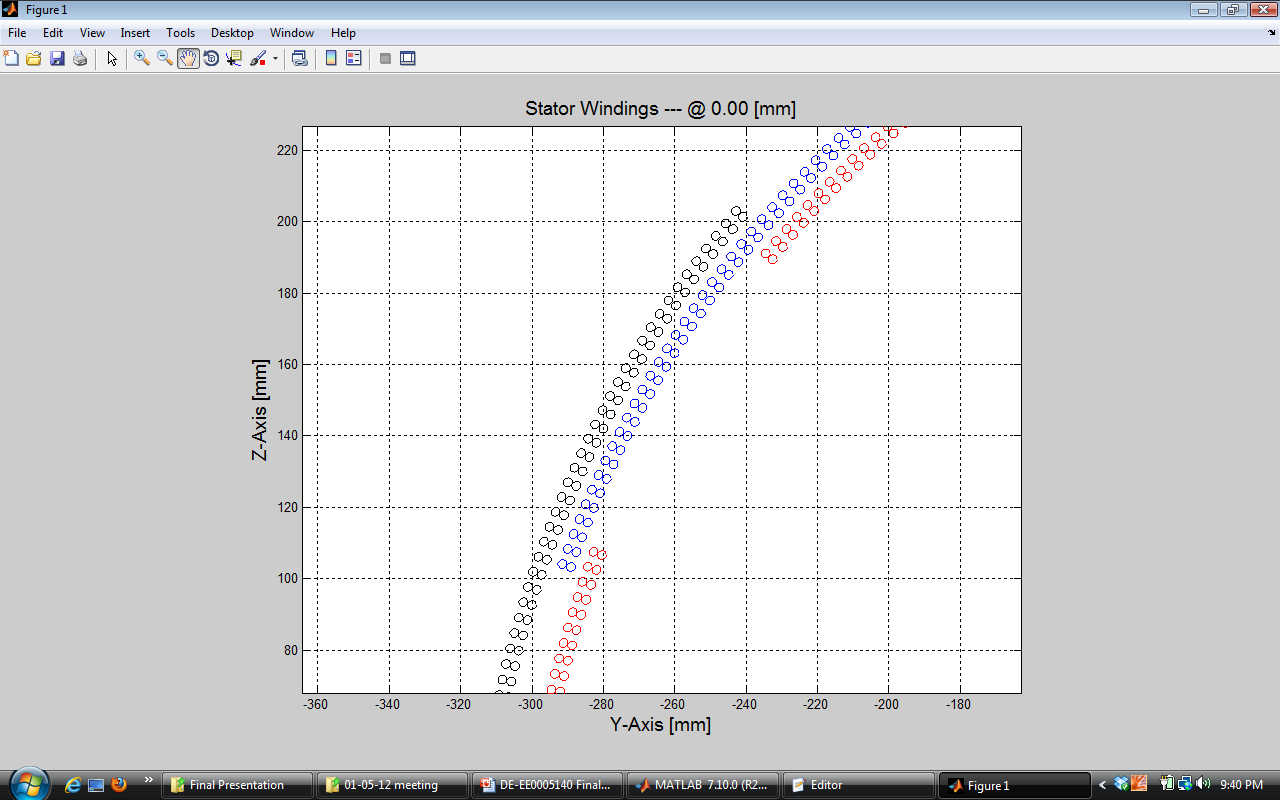 Figure 1
File Edit View Insert Tools Desktop Window Help
Stator Windings --- @ 0.00 [mm]
220
200
180
160
140
120
100
80
Z-Axis [mm]
-360 -340 -320 -300 -280 -260 -240 -220 -200 -180
Y-Axis [mm]
Final Presentation 01-05-12 meeting DE-EE0005140 Final... MATLAB 7.10.0 (R2... Editor Figure 1 9:40 PM